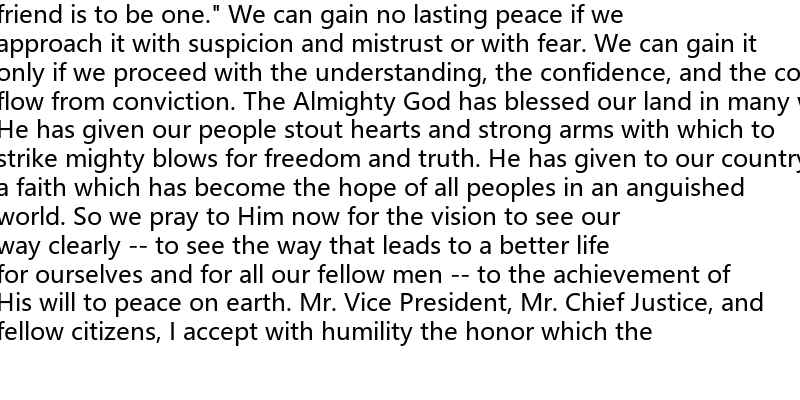 friend is to be one." We can gain no lasting peace if we
approach it with suspicion and mistrust or with fear. We can gain it
only if we proceed with the understanding, the confidence, and the
flow from conviction. The Almighty God has blessed our land in many
He has given our people stout hearts and strong arms with which to
strike mighty blows for freedom and truth. He has given to our country
a faith which has become the hope of all peoples in an anguished
world. So we pray to Him now for the vision to see our
way clearly -- to see the way that leads to a better life
for ourselves and for all our fellow men -- to the achievement of
His will to peace on earth. Mr. Vice President, Mr. Chief Justice, and
fellow citizens, I accept with humility the honor which the